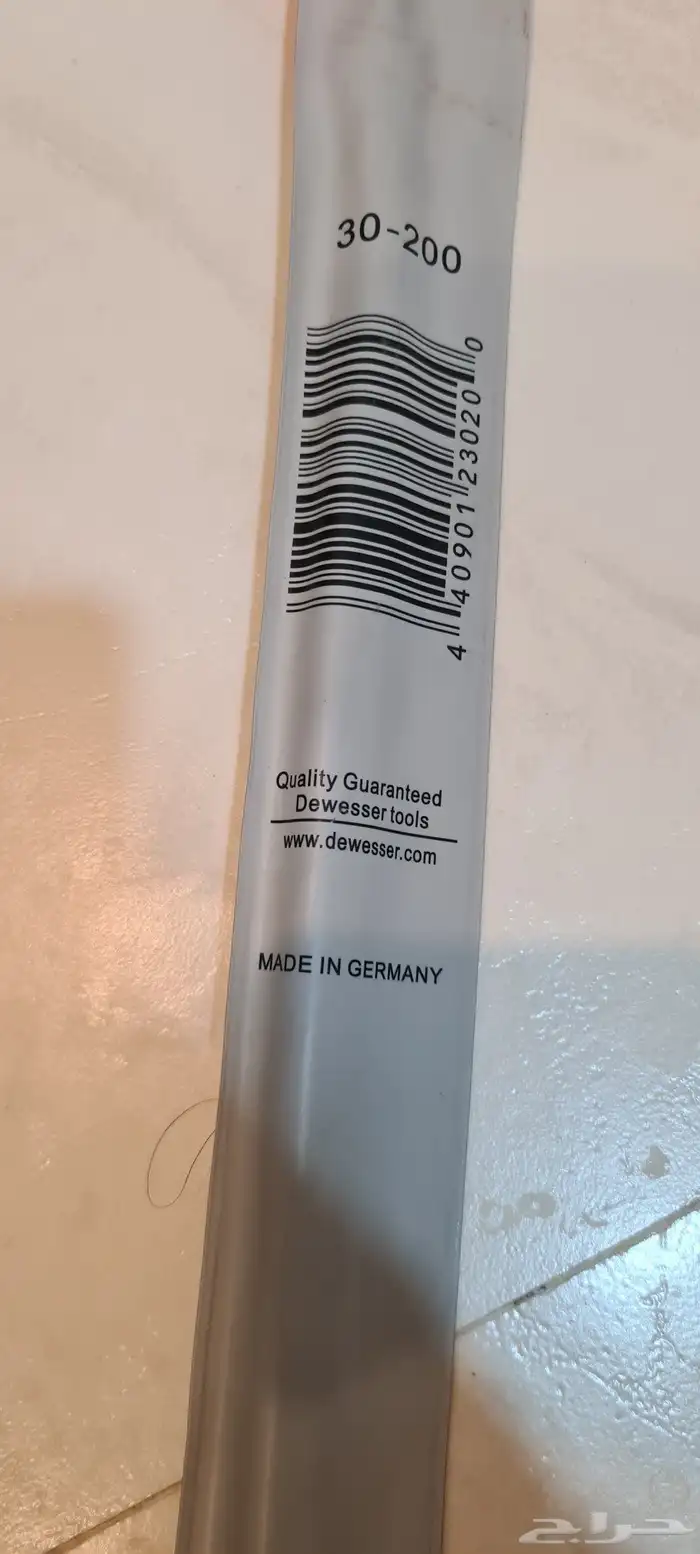 30-200
4 40901 23020 0
Quality Guaranteed
Dewesser tools
www.dewesser.com
MADE IN GERMANY
حراج